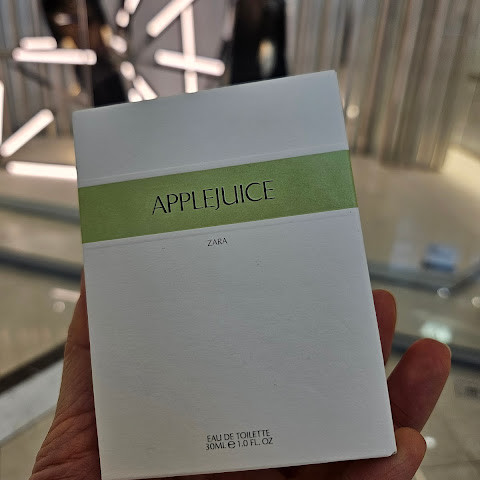 APPLEJUICE
ZARA
EAU DE TOILETTE
30ML ℮ 1.0 FL. OZ